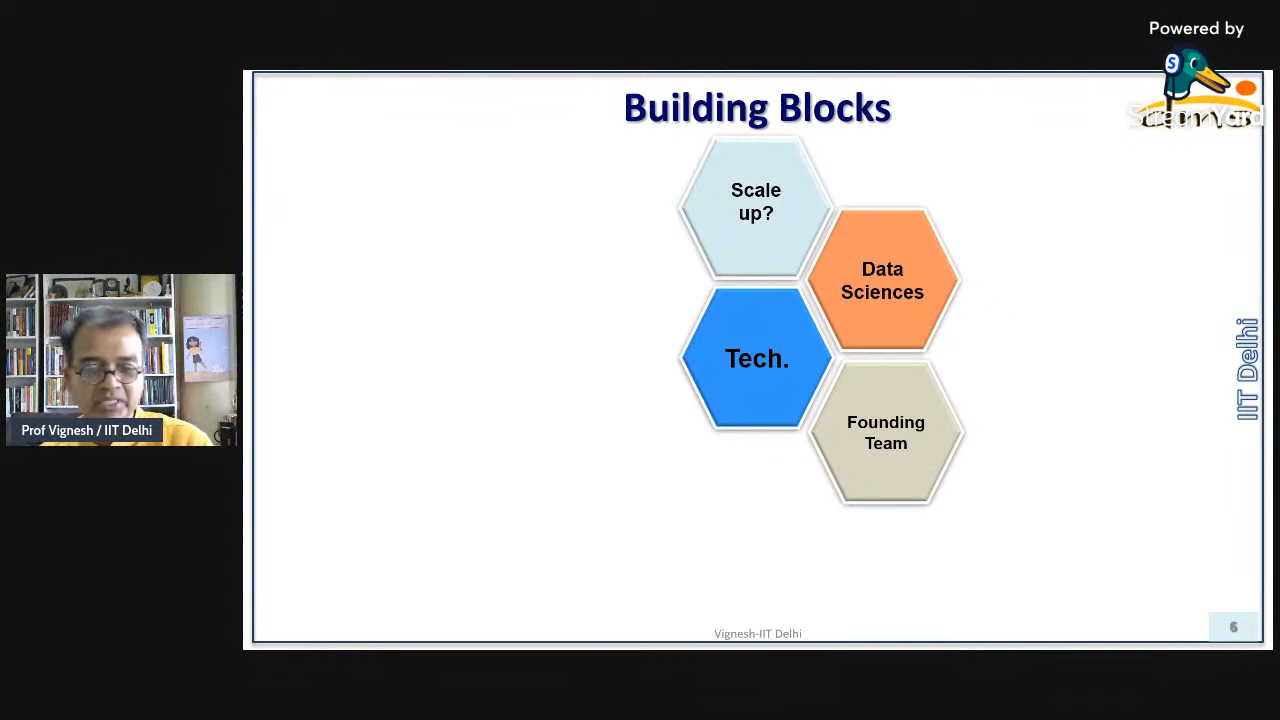 Powered by
S
StreamYard
Building Blocks
Scale
up?
Data
Sciences
Tech.
Founding
Team
IIT Delhi
Prof Vignesh / IIT Delhi
Vignesh-IIT Delhi
6